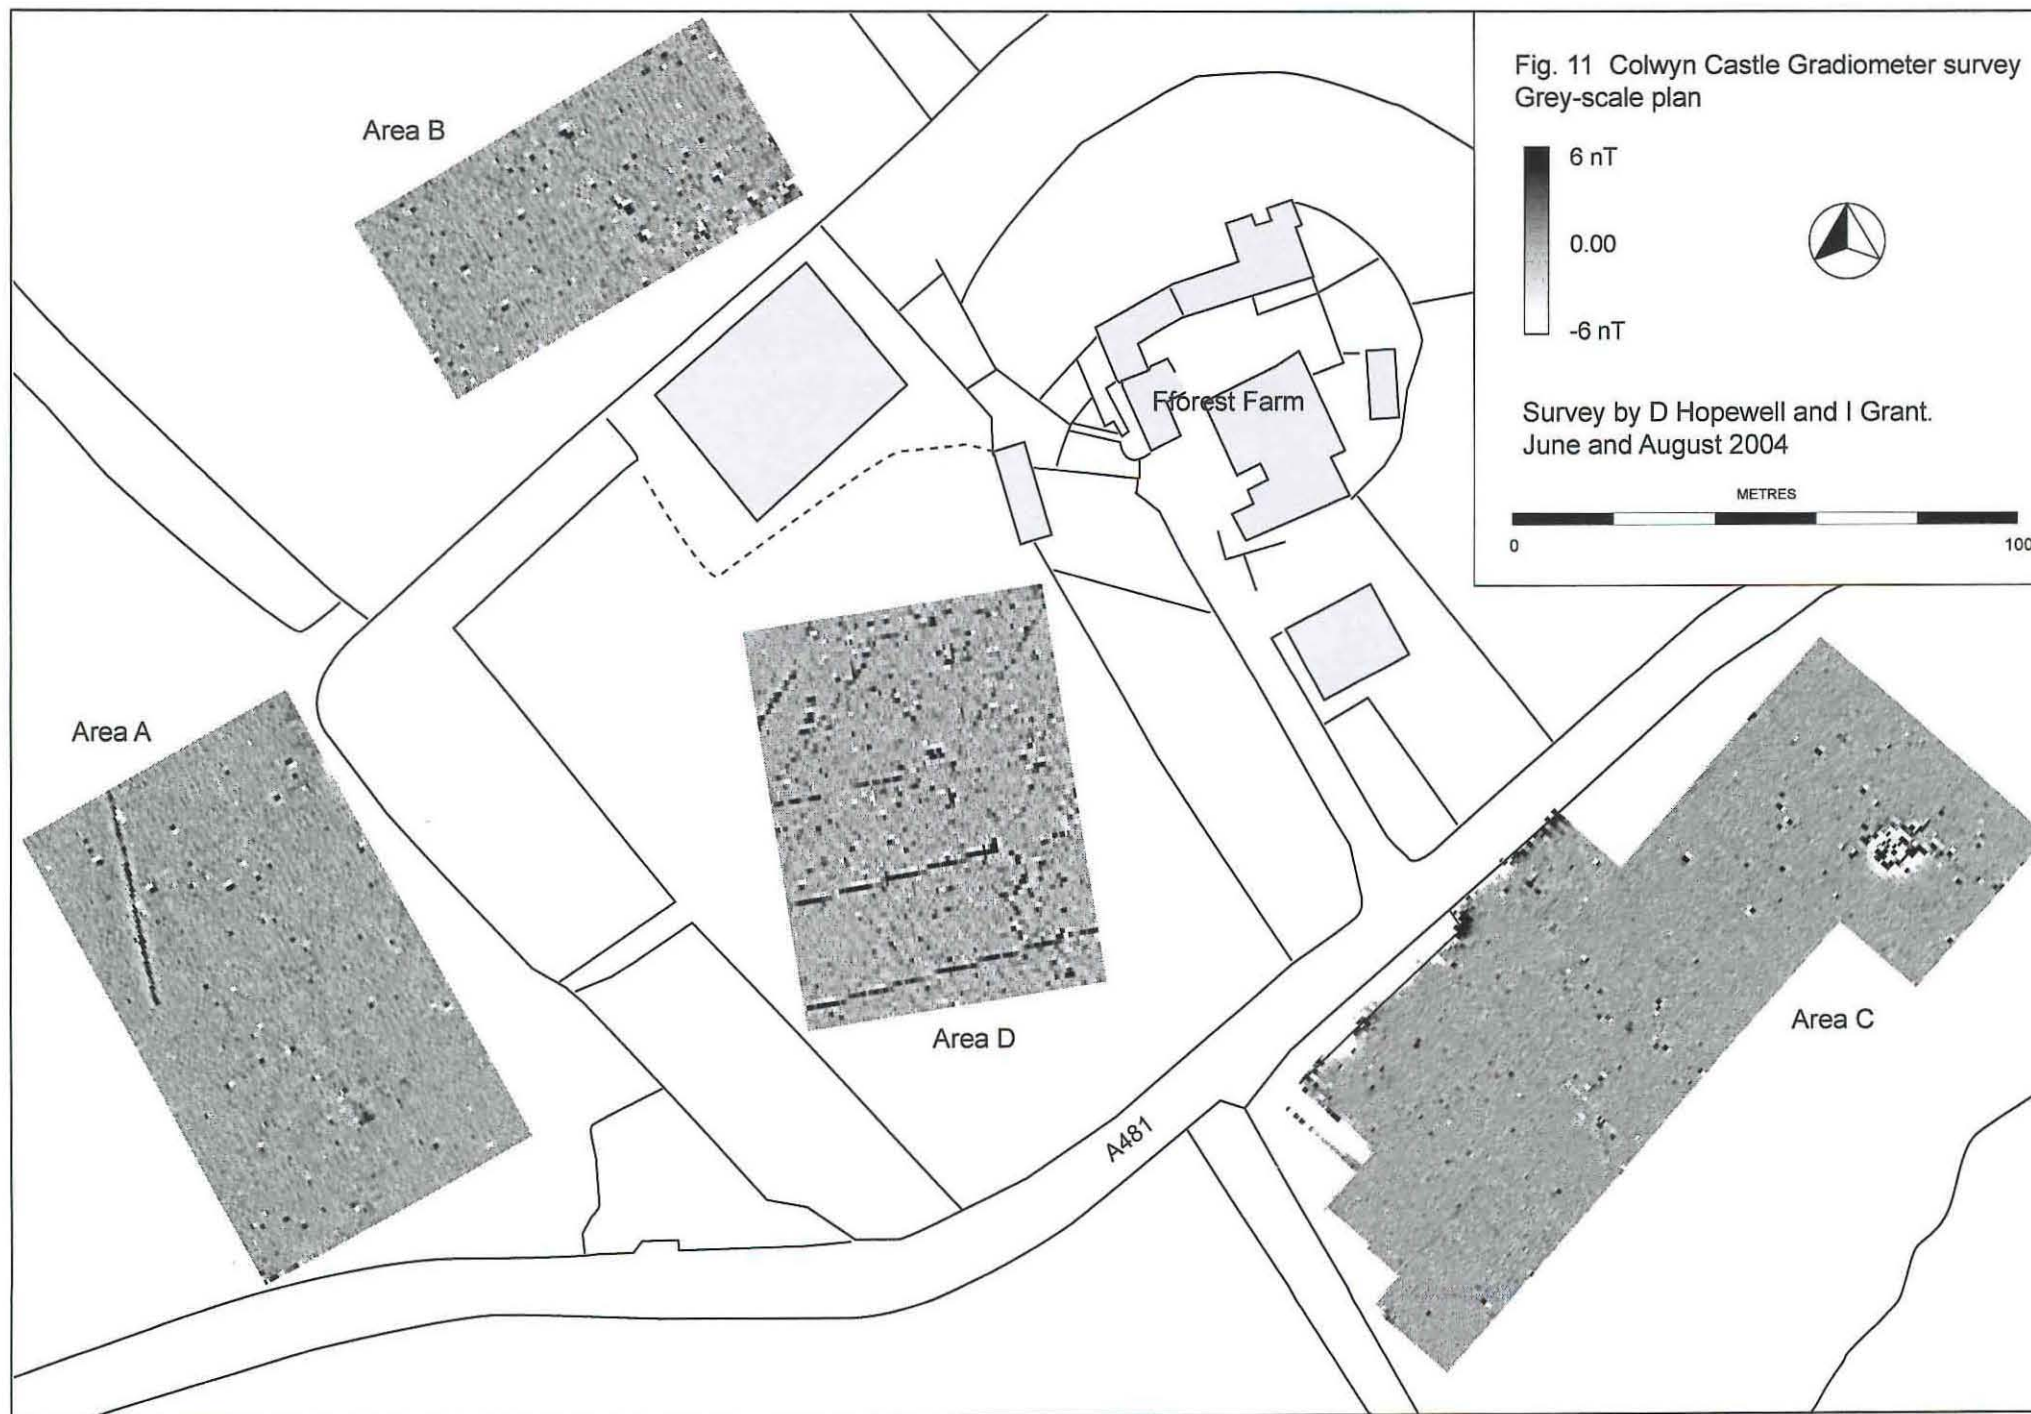 Fig. 11 Colwyn Castle Gradiometer survey
Grey-scale plan
6 nT
0.00
-6 nT
Survey by D Hopewell and I Grant.
June and August 2004
METRES
0
100
Area B
Fforest Farm
Area A
Area D
Area C
A481